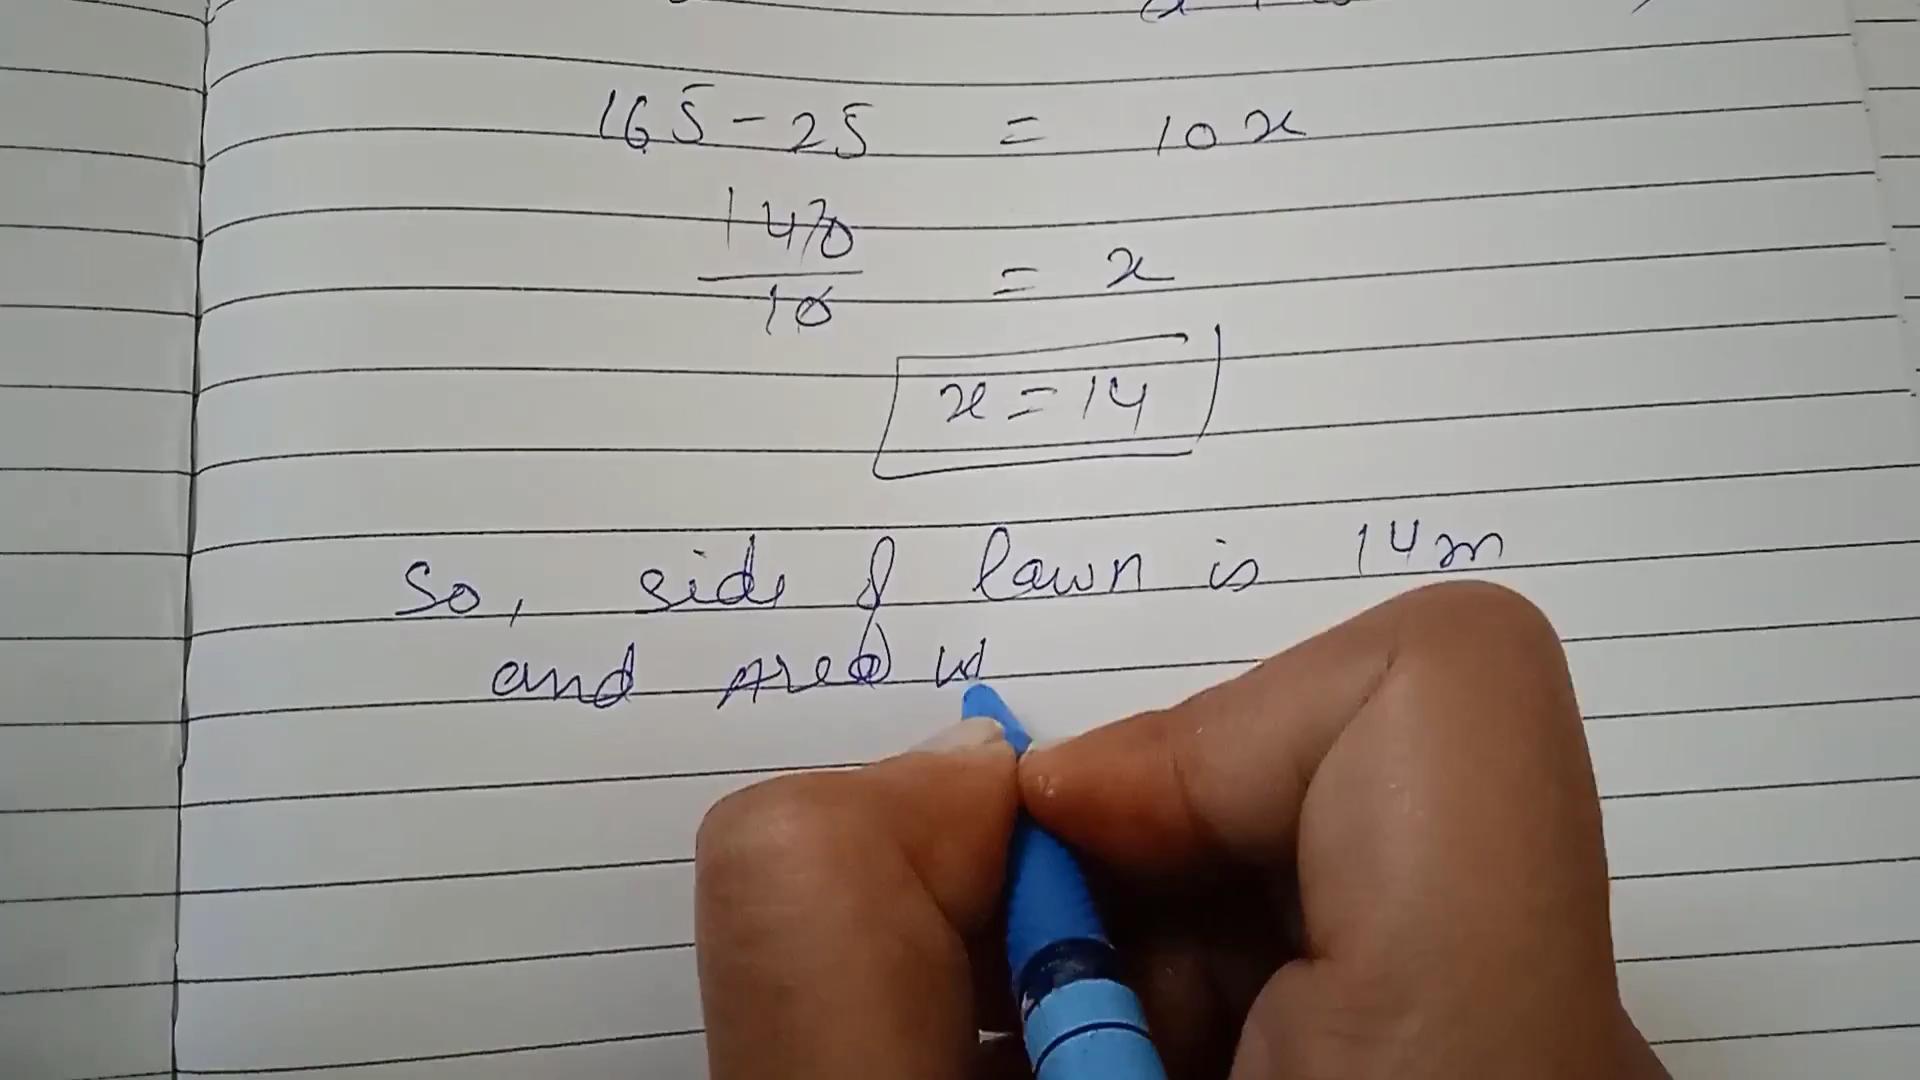 165 - 25 = 10x
140/10 = x
x = 14
So, side of lawn is 14m
and Area